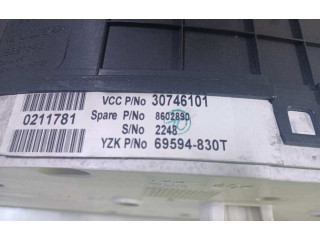 VCC P/No 30746101
Spare P/No 8602890
S/No 2248
YZK P/No 69594-830T
0211781